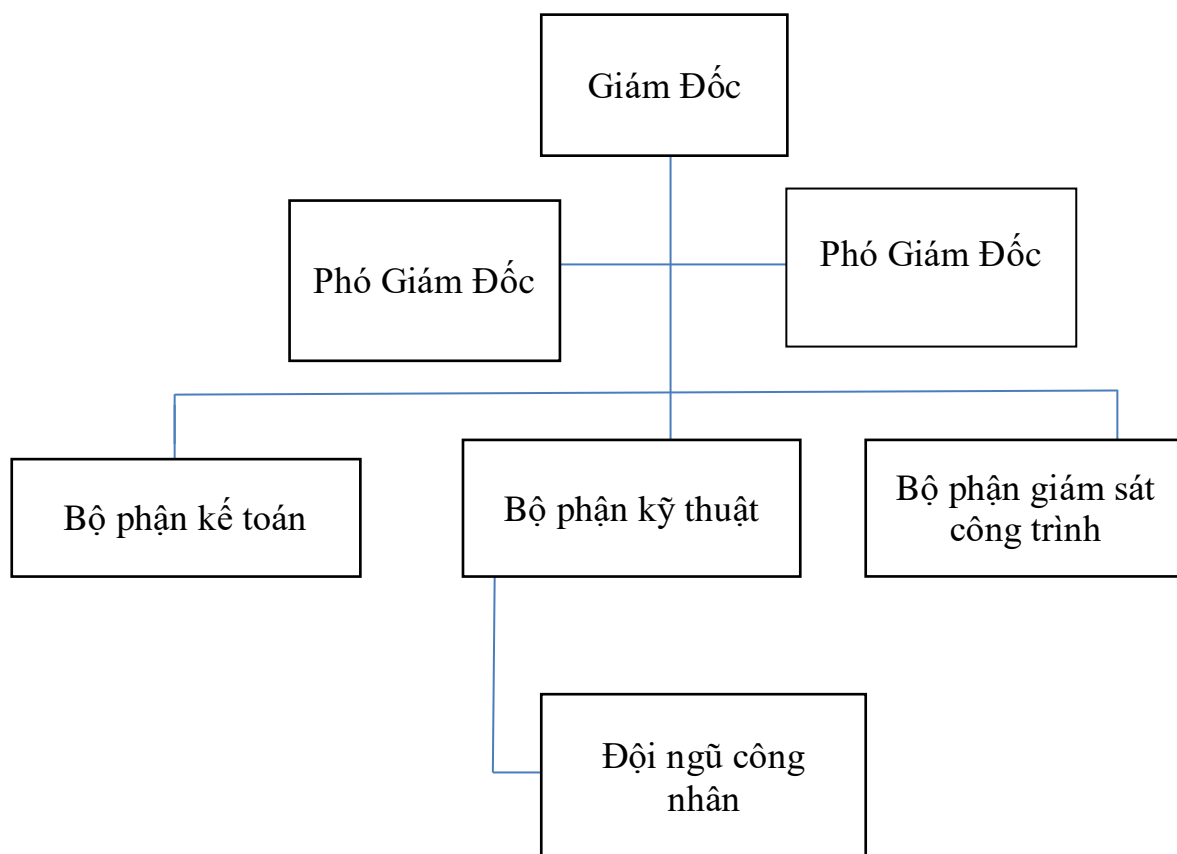 Giám Đốc
Phó Giám Đốc
Phó Giám Đốc
Bộ phận kế toán
Bộ phận kỹ thuật
Bộ phận giám sát
công trình
Đội ngũ công
nhân